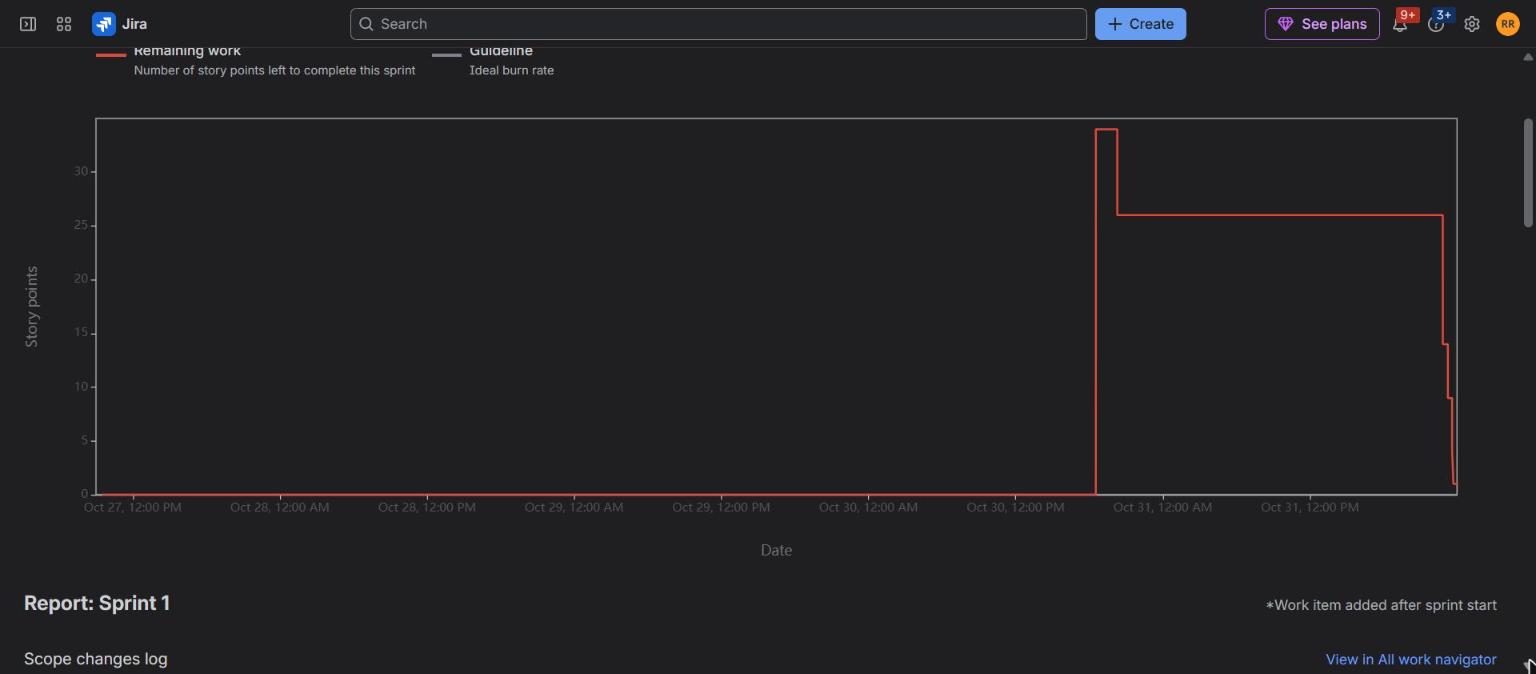 Jira
Search
Create
See plans
9+
3+
RR
Remaining work
Number of story points left to complete this sprint
Guideline
Ideal burn rate
Story points
30
25
20
15
10
5
0
Oct 27, 12:00 PM
Oct 28, 12:00 AM
Oct 28, 12:00 PM
Oct 29, 12:00 AM
Oct 29, 12:00 PM
Oct 30, 12:00 AM
Oct 30, 12:00 PM
Oct 31, 12:00 AM
Oct 31, 12:00 PM
Date
Report: Sprint 1
*Work item added after sprint start
Scope changes log
View in All work navigator